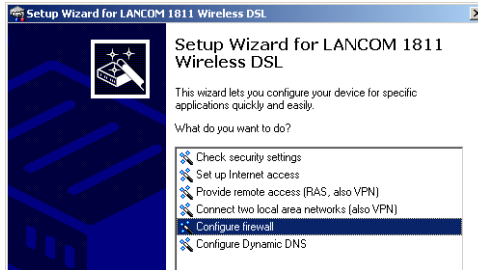 Setup Wizard for LANCOM 1811 Wireless DSL
Setup Wizard for LANCOM 1811
Wireless DSL
This wizard lets you configure your device for specific
applications quickly and easily.
What do you want to do?
Check security settings
Set up Internet access
Provide remote access (RAS, also VPN)
Connect two local area networks (also VPN)
Configure firewall
Configure Dynamic DNS